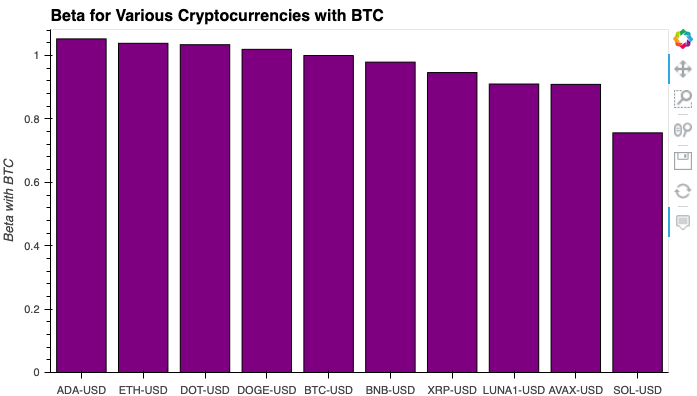 Beta for Various Cryptocurrencies with BTC
1
0.8
0.6
0.4
0.2
0
Beta with BTC
ADA-USD ETH-USD DOT-USD DOGE-USD BTC-USD BNB-USD XRP-USD LUNA1-USD AVAX-USD SOL-USD